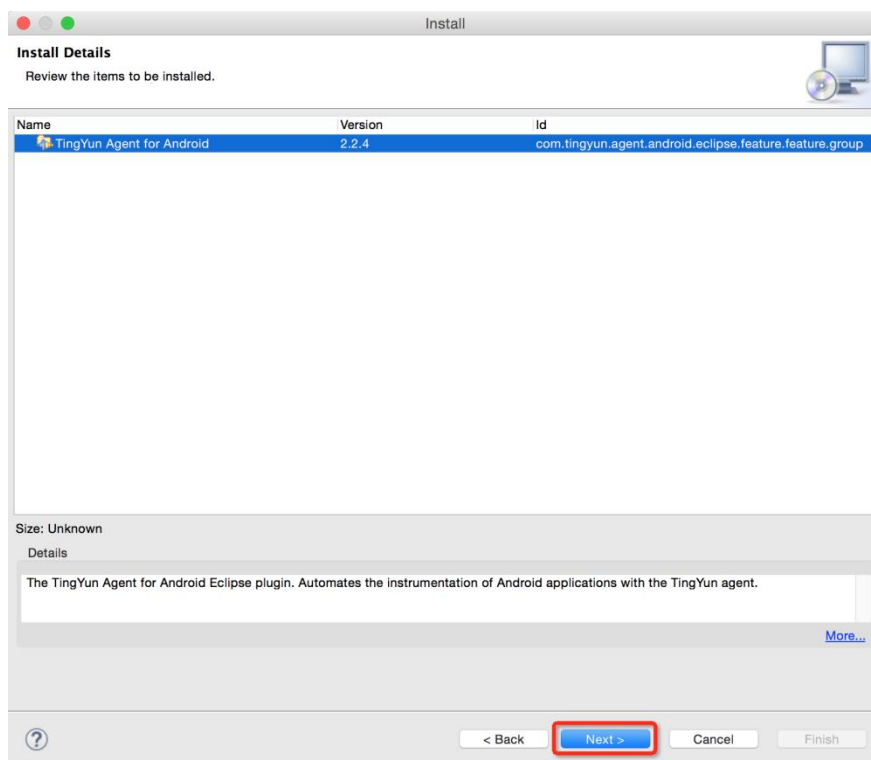 Install
Install Details
Review the items to be installed.
Name Version Id
TingYun Agent for Android 2.2.4 com.tingyun.agent.android.eclipse.feature.feature.group
Size: Unknown
Details
The TingYun Agent for Android Eclipse plugin. Automates the instrumentation of Android applications with the TingYun agent.
More...
? < Back Next > Cancel Finish